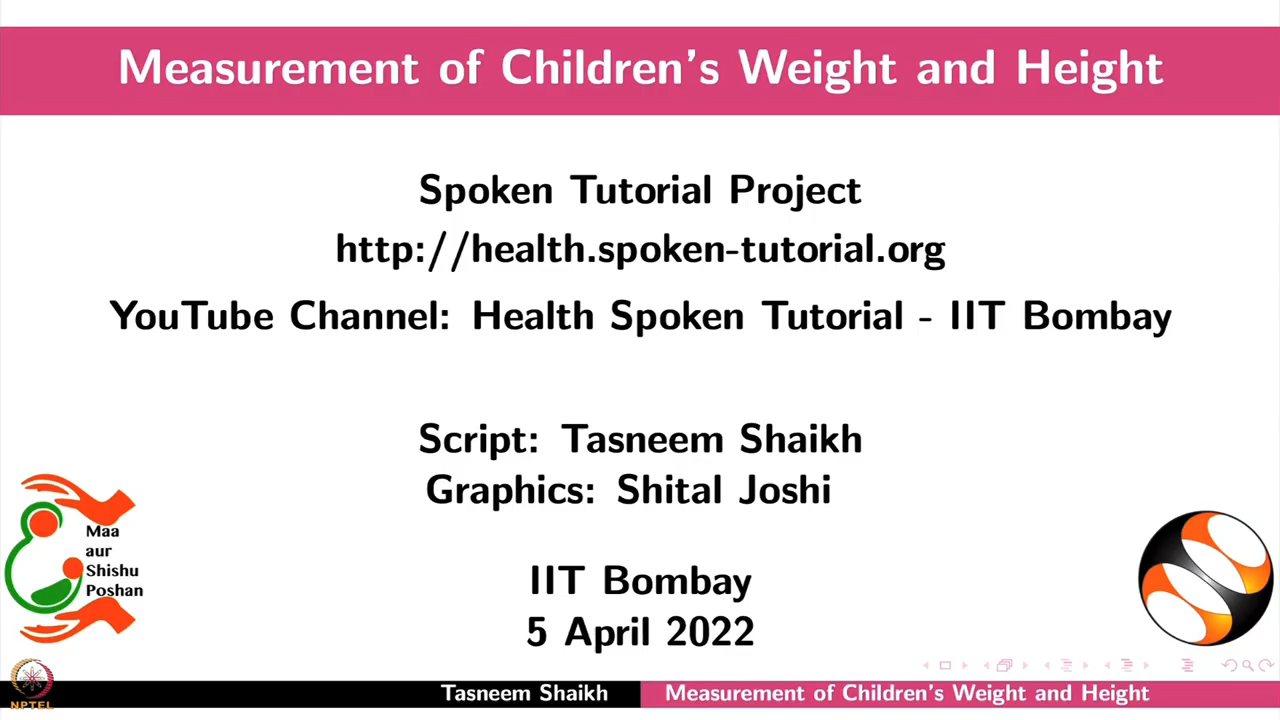 Measurement of Children's Weight and Height
Spoken Tutorial Project
http://health.spoken-tutorial.org
YouTube Channel: Health Spoken Tutorial - IIT Bombay
Script: Tasneem Shaikh
Graphics: Shital Joshi
Maa
aur
Shishu
Poshan
IIT Bombay
5 April 2022
NPTEL
Tasneem Shaikh
Measurement of Children's Weight and Height